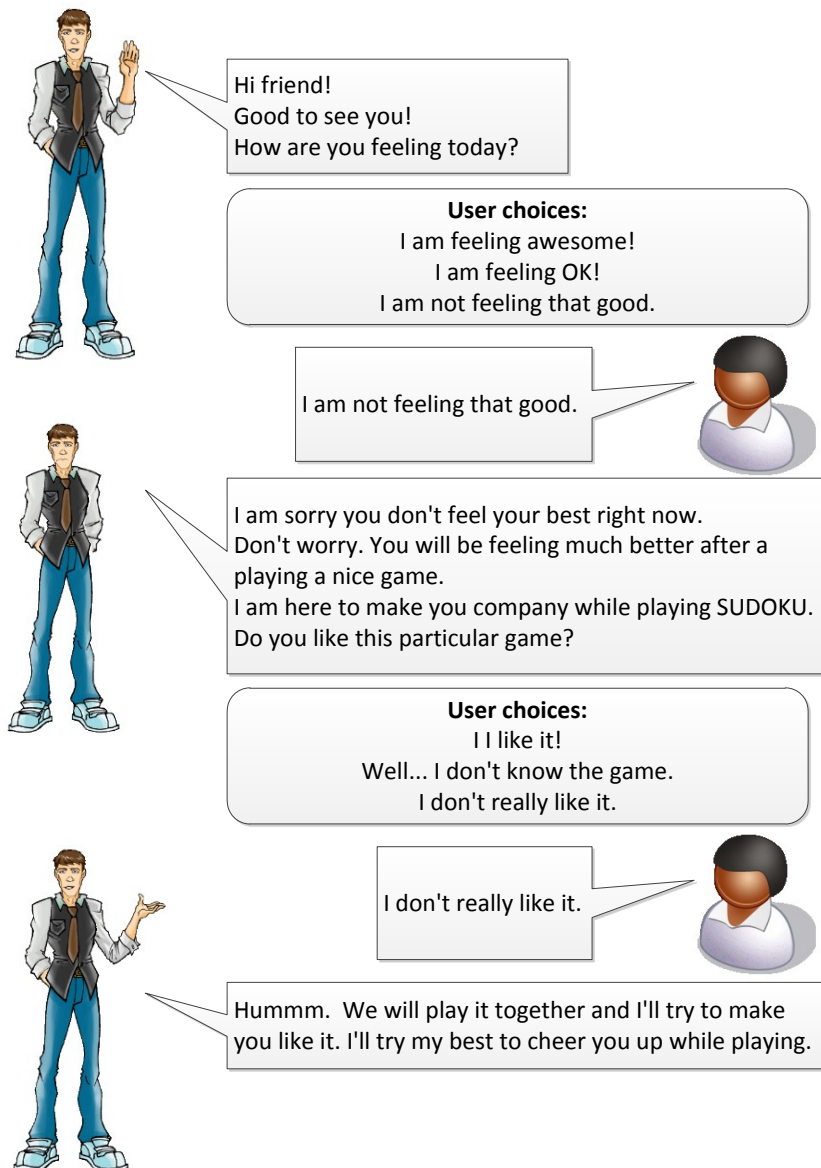 Hi friend!
Good to see you!
How are you feeling today?
User choices:
I am feeling awesome!
I am feeling OK!
I am not feeling that good.
I am not feeling that good.
I am sorry you don't feel your best right now.
Don't worry. You will be feeling much better after a
playing a nice game.
I am here to make you company while playing SUDOKU.
Do you like this particular game?
User choices:
I I like it!
Well... I don't know the game.
I don't really like it.
I don't really like it.
Hummm.  We will play it together and I'll try to make
you like it. I'll try my best to cheer you up while playing.